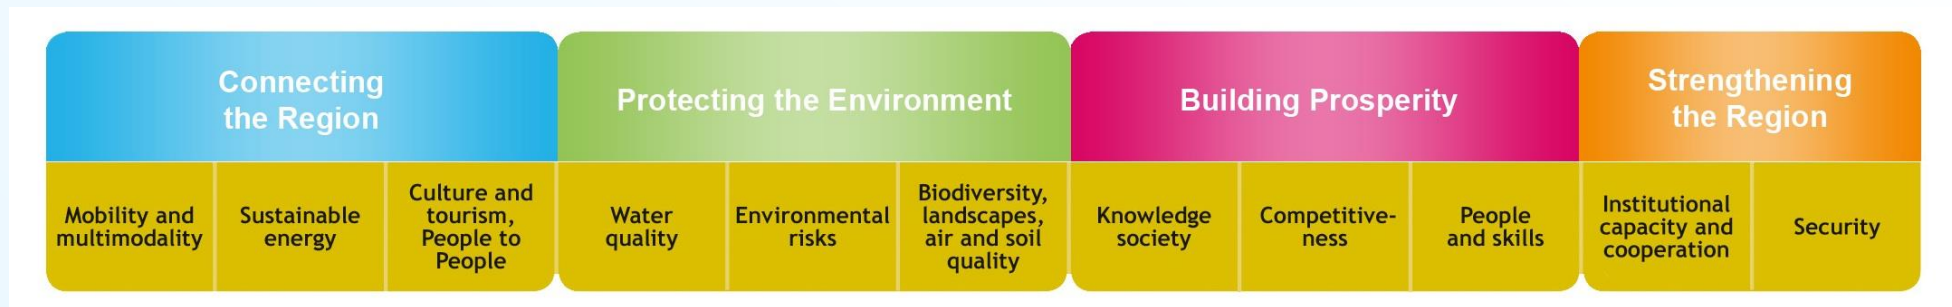 Connecting
the Region
Protecting the Environment
Building Prosperity
Strengthening
the Region
Mobility and
multimodality
Sustainable
energy
Culture and
tourism,
People to
People
Water
quality
Environmental
risks
Biodiversity,
landscapes,
air and soil
quality
Knowledge
society
Competitive-
ness
People
and skills
Institutional
capacity and
cooperation
Security